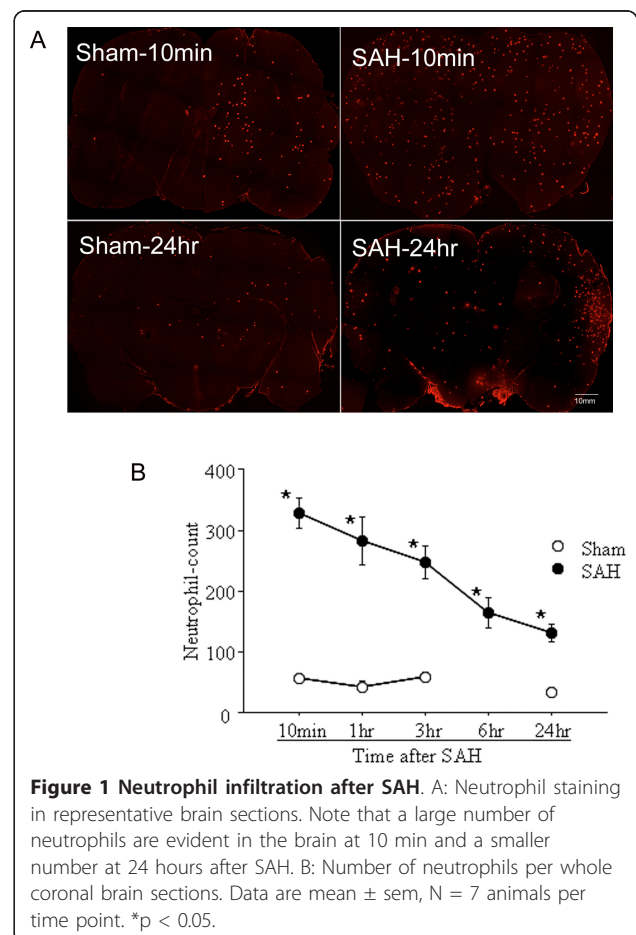 A
Sham-10min
SAH-10min
Sham-24hr
SAH-24hr
10mm
B
400
300
200
100
0
Neutrophil-count
* * * * *
Sham
SAH
10min 1hr 3hr 6hr 24hr
Time after SAH
Figure 1 Neutrophil infiltration after SAH. A: Neutrophil staining
in representative brain sections. Note that a large number of
neutrophils are evident in the brain at 10 min and a smaller
number at 24 hours after SAH. B: Number of neutrophils per whole
coronal brain sections. Data are mean ± sem, N = 7 animals per
time point. *p < 0.05.